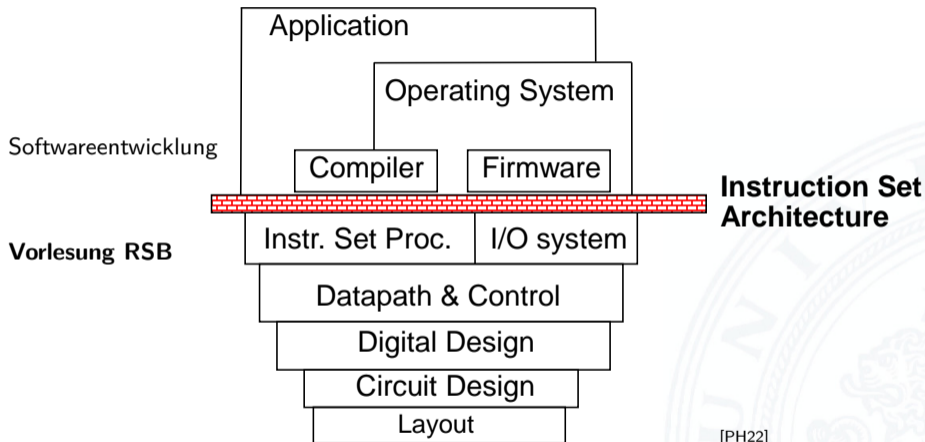 Application
Operating System
Softwareentwicklung
Compiler
Firmware
Instruction Set
Architecture
Instr. Set Proc.
I/O system
Vorlesung RSB
Datapath & Control
Digital Design
Circuit Design
Layout
[PH22]
U N I V